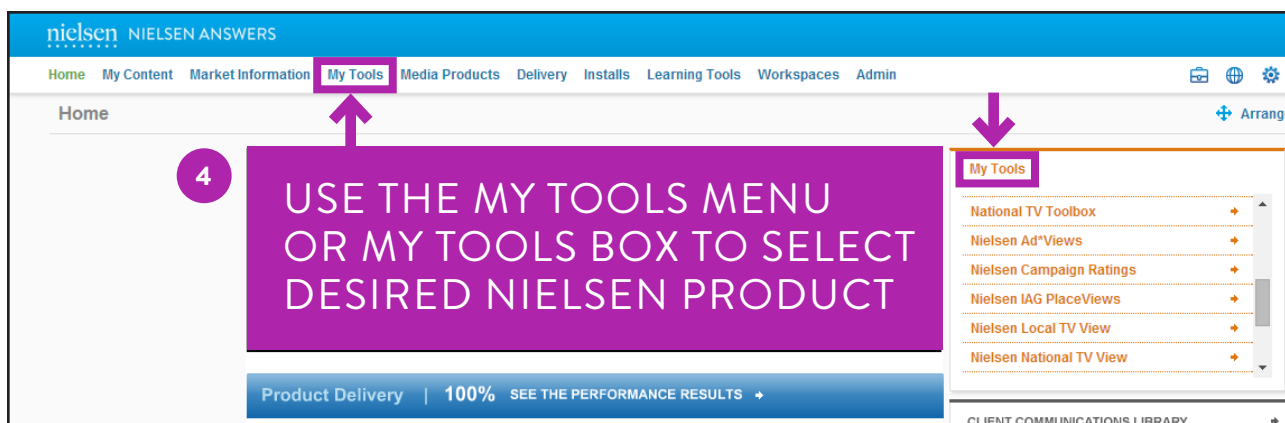 nielsen NIELSEN ANSWERS
Home My Content Market Information My Tools Media Products Delivery Installs Learning Tools Workspaces Admin
Home
Arrang
4
USE THE MY TOOLS MENU
OR MY TOOLS BOX TO SELECT
DESIRED NIELSEN PRODUCT
My Tools
National TV Toolbox
Nielsen Ad*Views
Nielsen Campaign Ratings
Nielsen IAG PlaceViews
Nielsen Local TV View
Nielsen National TV View
Product Delivery | 100% SEE THE PERFORMANCE RESULTS
CLIENT COMMUNICATIONS LIBRARY